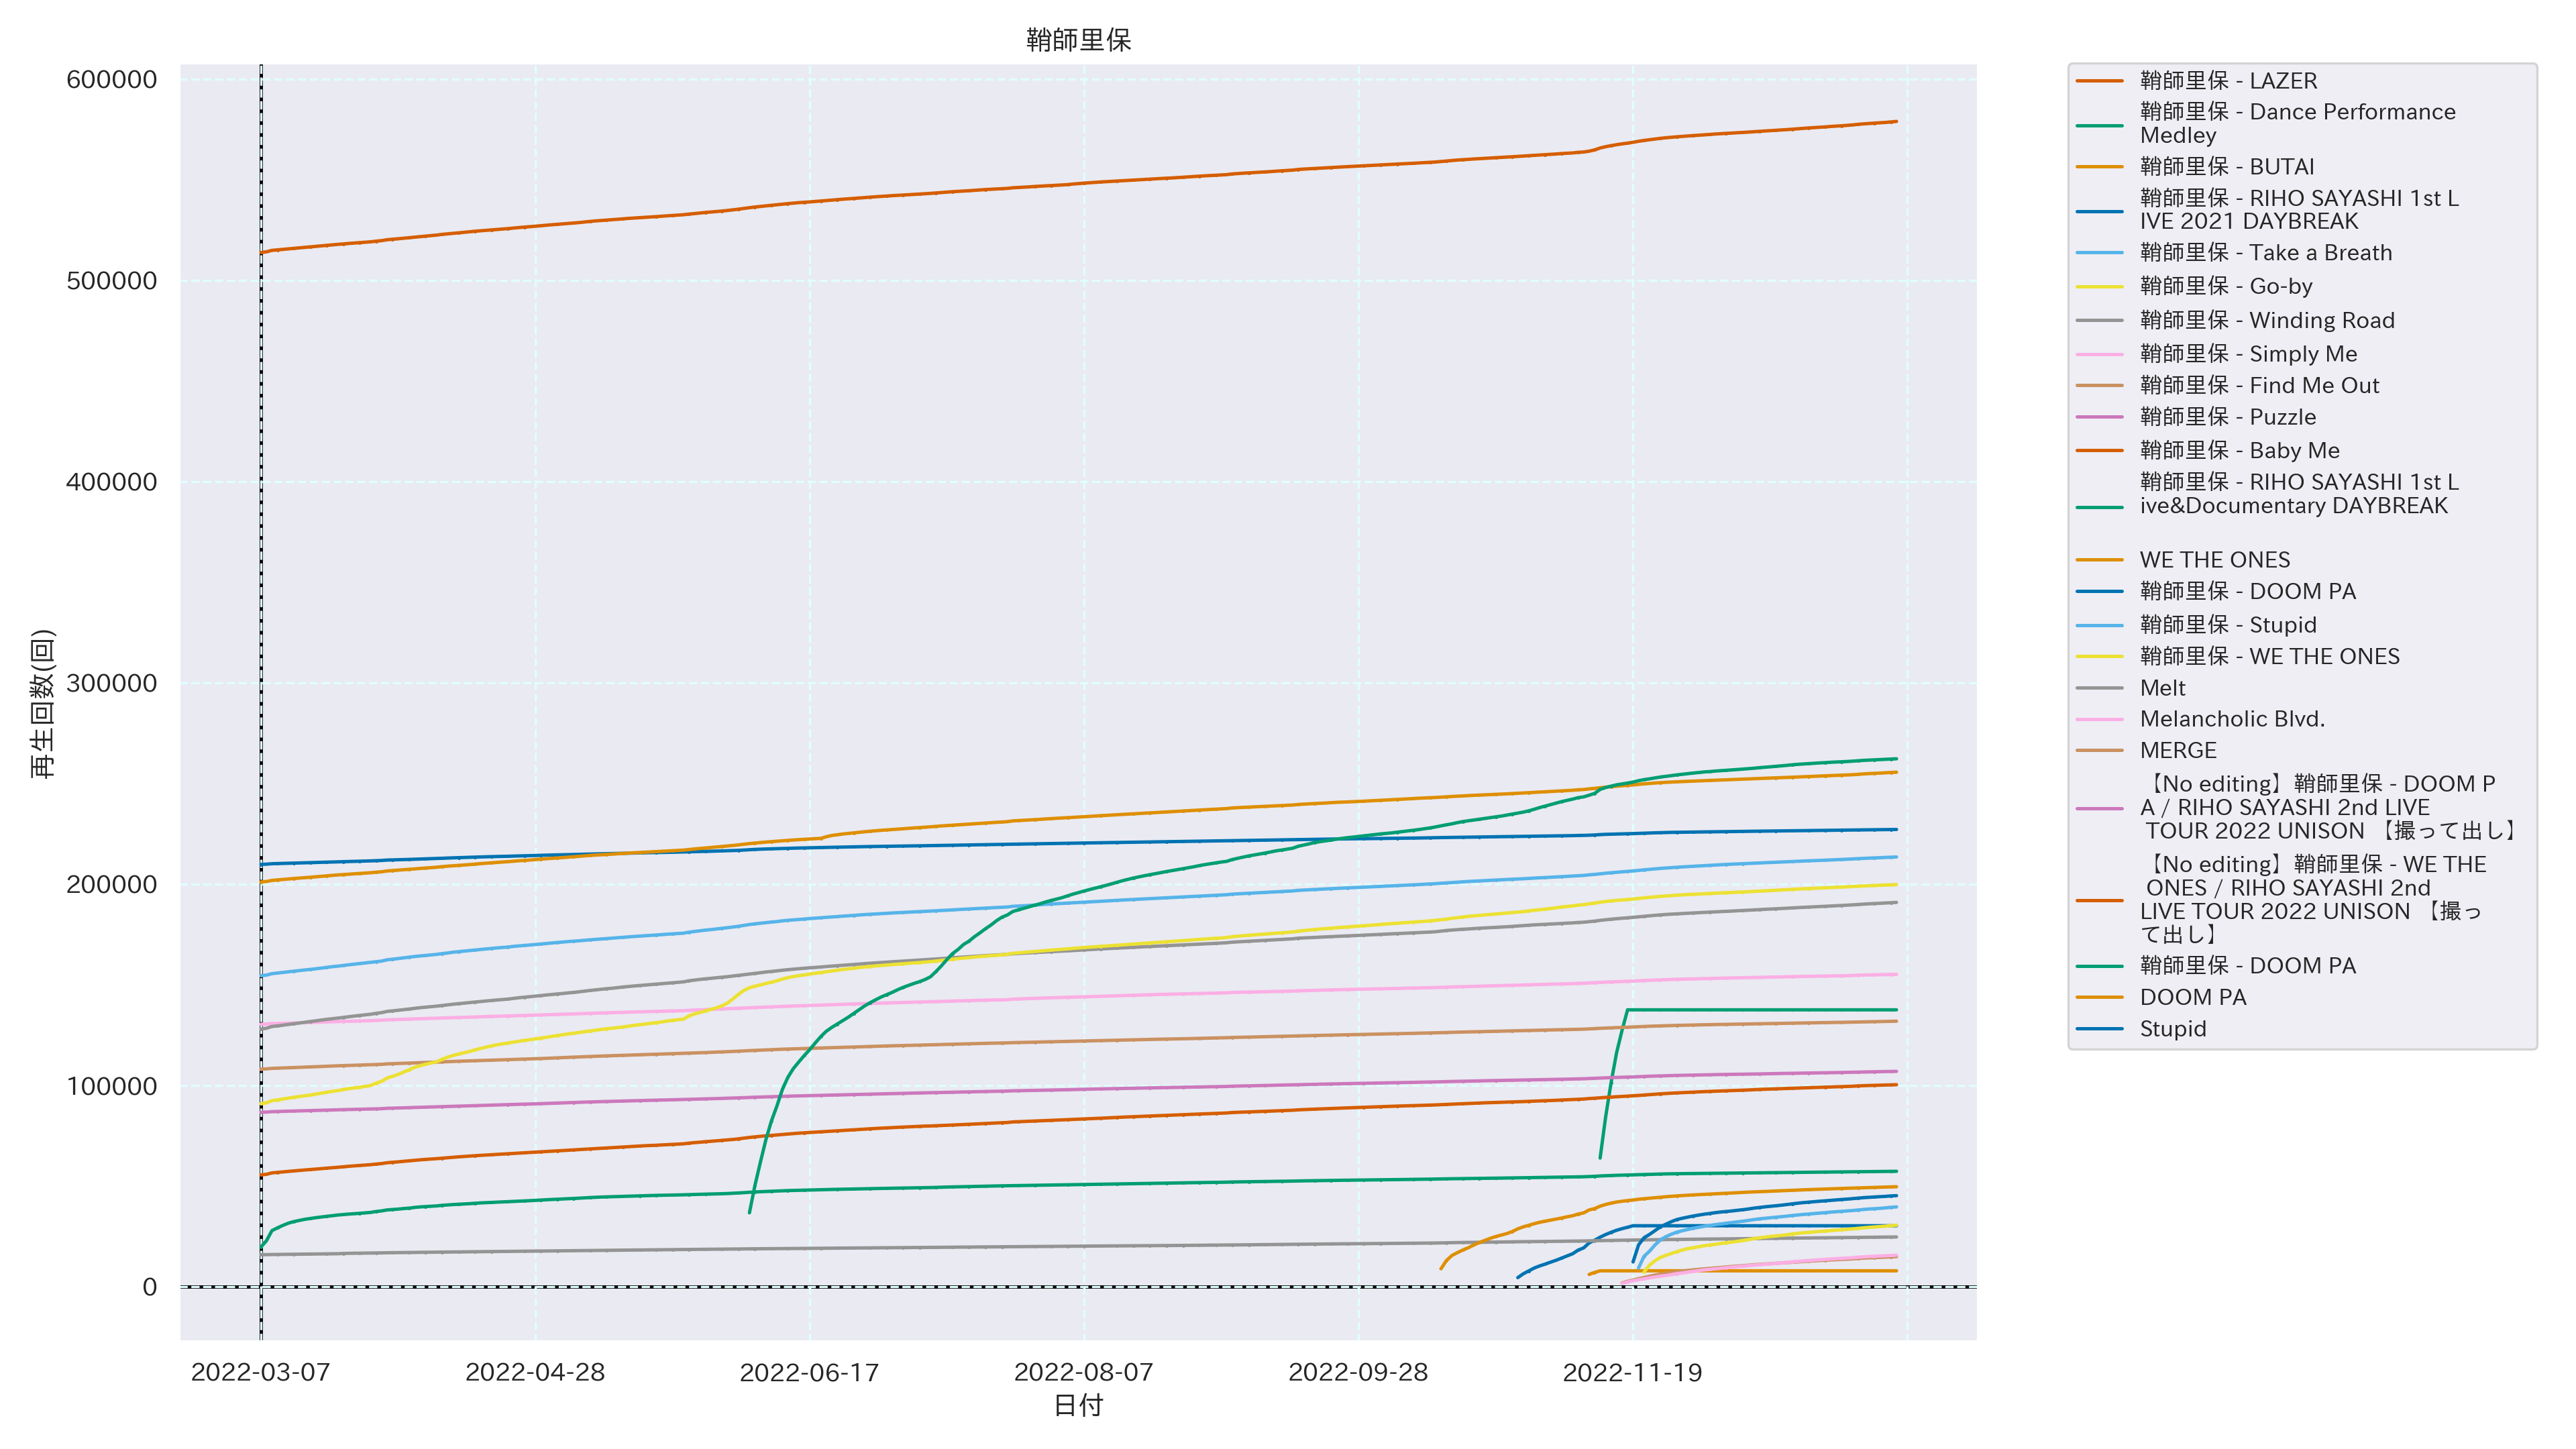 鞘師里保
600000
500000
400000
300000
200000
100000
0
再生回数(回)
2022-03-07
2022-04-28
2022-06-17
2022-08-07
2022-09-28
2022-11-19
日付
鞘師里保 - LAZER
鞘師里保 - Dance Performance
Medley
鞘師里保 - BUTAI
鞘師里保 - RIHO SAYASHI 1st L
IVE 2021 DAYBREAK
鞘師里保 - Take a Breath
鞘師里保 - Go-by
鞘師里保 - Winding Road
鞘師里保 - Simply Me
鞘師里保 - Find Me Out
鞘師里保 - Puzzle
鞘師里保 - Baby Me
鞘師里保 - RIHO SAYASHI 1st L
ive&Documentary DAYBREAK
WE THE ONES
鞘師里保 - DOOM PA
鞘師里保 - Stupid
鞘師里保 - WE THE ONES
Melt
Melancholic Blvd.
MERGE
【No editing】鞘師里保 - DOOM P
A / RIHO SAYASHI 2nd LIVE
TOUR 2022 UNISON 【撮って出し】
【No editing】鞘師里保 - WE THE
ONES / RIHO SAYASHI 2nd
LIVE TOUR 2022 UNISON 【撮っ
て出し】
鞘師里保 - DOOM PA
DOOM PA
Stupid